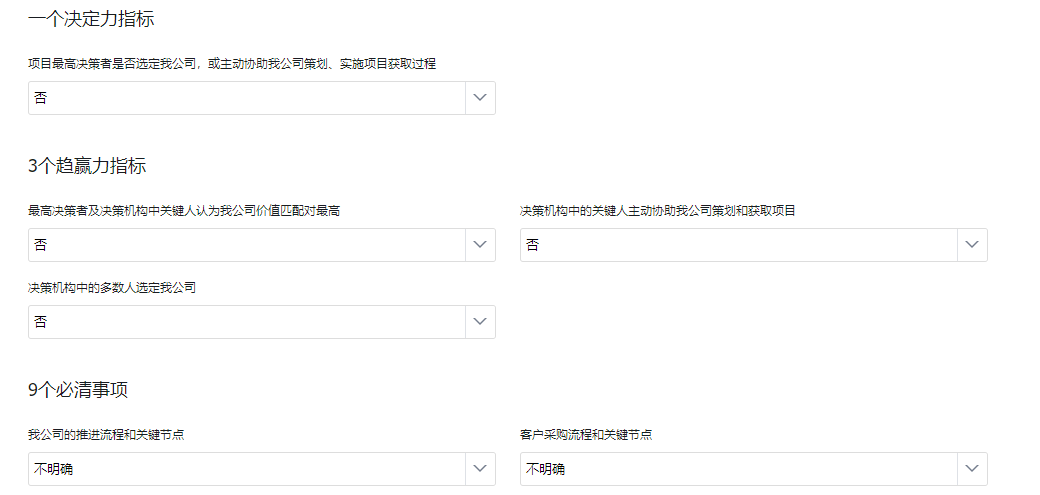 一个决定力指标
项目最高决策者是否选定我公司，或主动协助我公司策划、实施项目获取过程
否
3个趋赢力指标
最高决策者及决策机构中关键人认为我公司价值匹配对最高
决策机构中的关键人主动协助我公司策划和获取项目
否
否
决策机构中的多数人选定我公司
否
9个必清事项
我公司的推进流程和关键节点
客户采购流程和关键节点
不明确
不明确